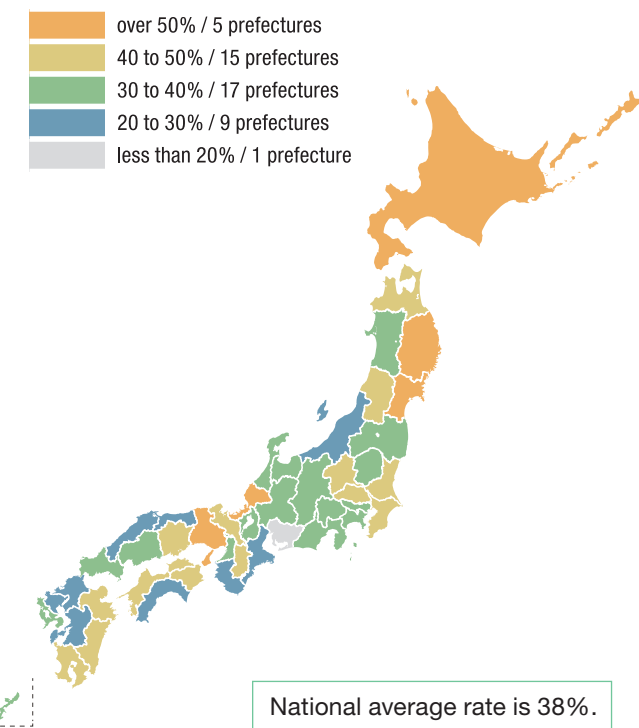 over 50% / 5 prefectures
40 to 50% / 15 prefectures
30 to 40% / 17 prefectures
20 to 30% / 9 prefectures
less than 20% / 1 prefecture
National average rate is 38%.